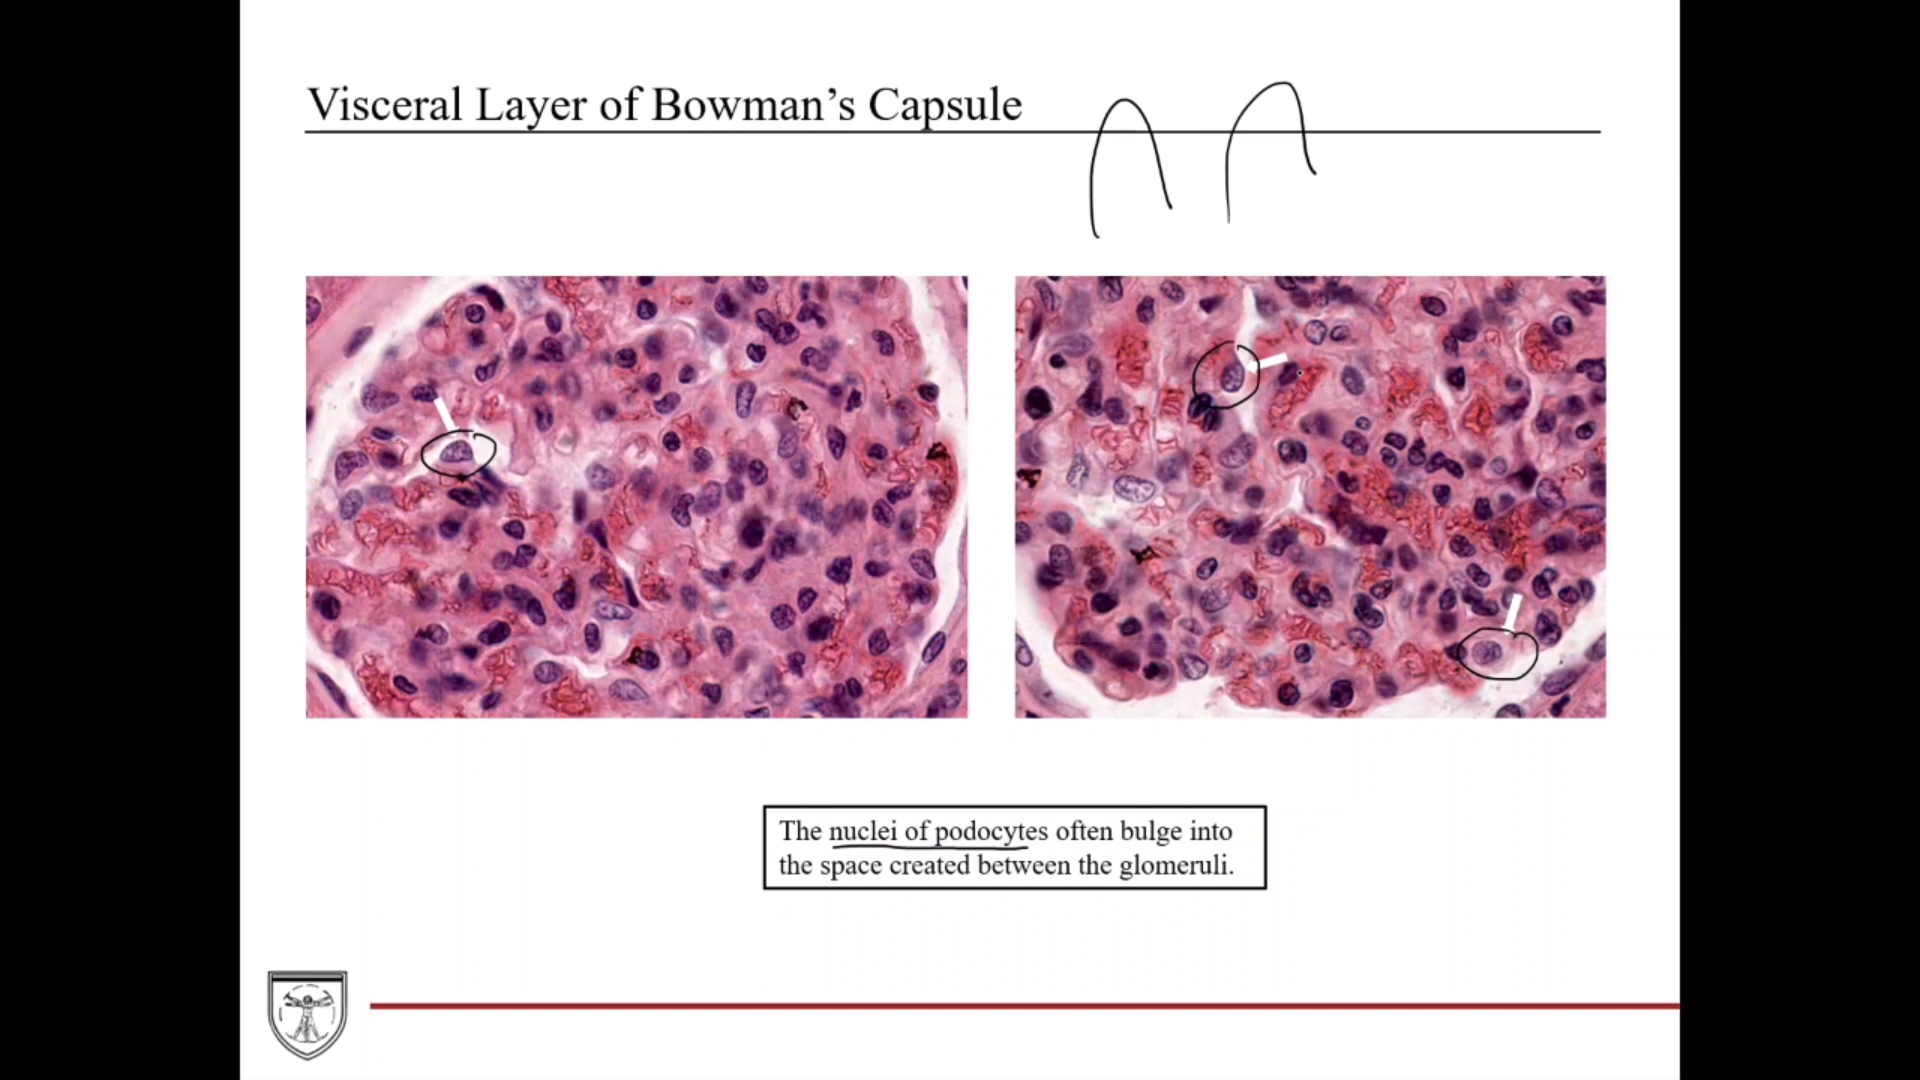 Visceral Layer of Bowman’s Capsule
The nuclei of podocytes often bulge into
the space created between the glomeruli.